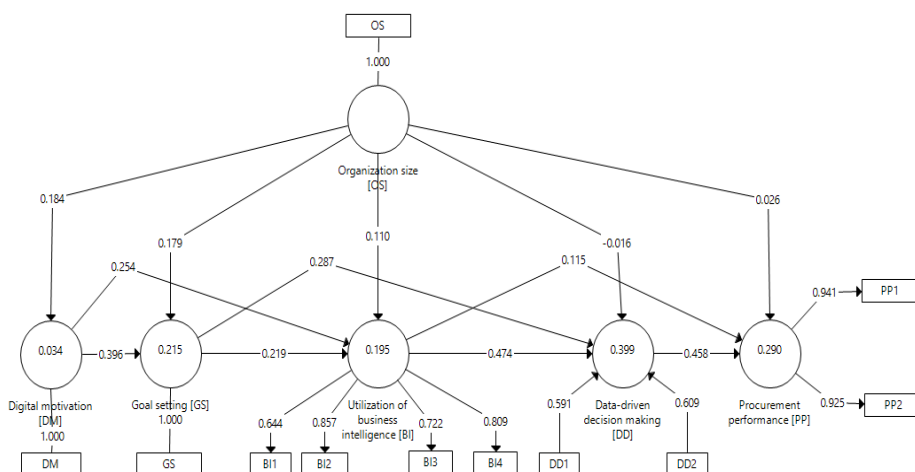 OS
1.000
Organization size
[OS]
0.184
0.179
0.110
-0.016
0.026
0.254
0.287
0.115
0.941
PP1
0.034
0.396
0.215
0.219
0.195
0.474
0.399
0.458
0.290
Digital motivation
[DM]
1.000
Goal setting [GS]
1.000
Utilization of
business
intelligence [BI]
Data-driven
decision making
[DD]
Procurement
performance [PP]
0.925
PP2
0.644
0.857
0.722
0.809
0.591
0.609
DM
GS
BI1
BI2
BI3
BI4
DD1
DD2